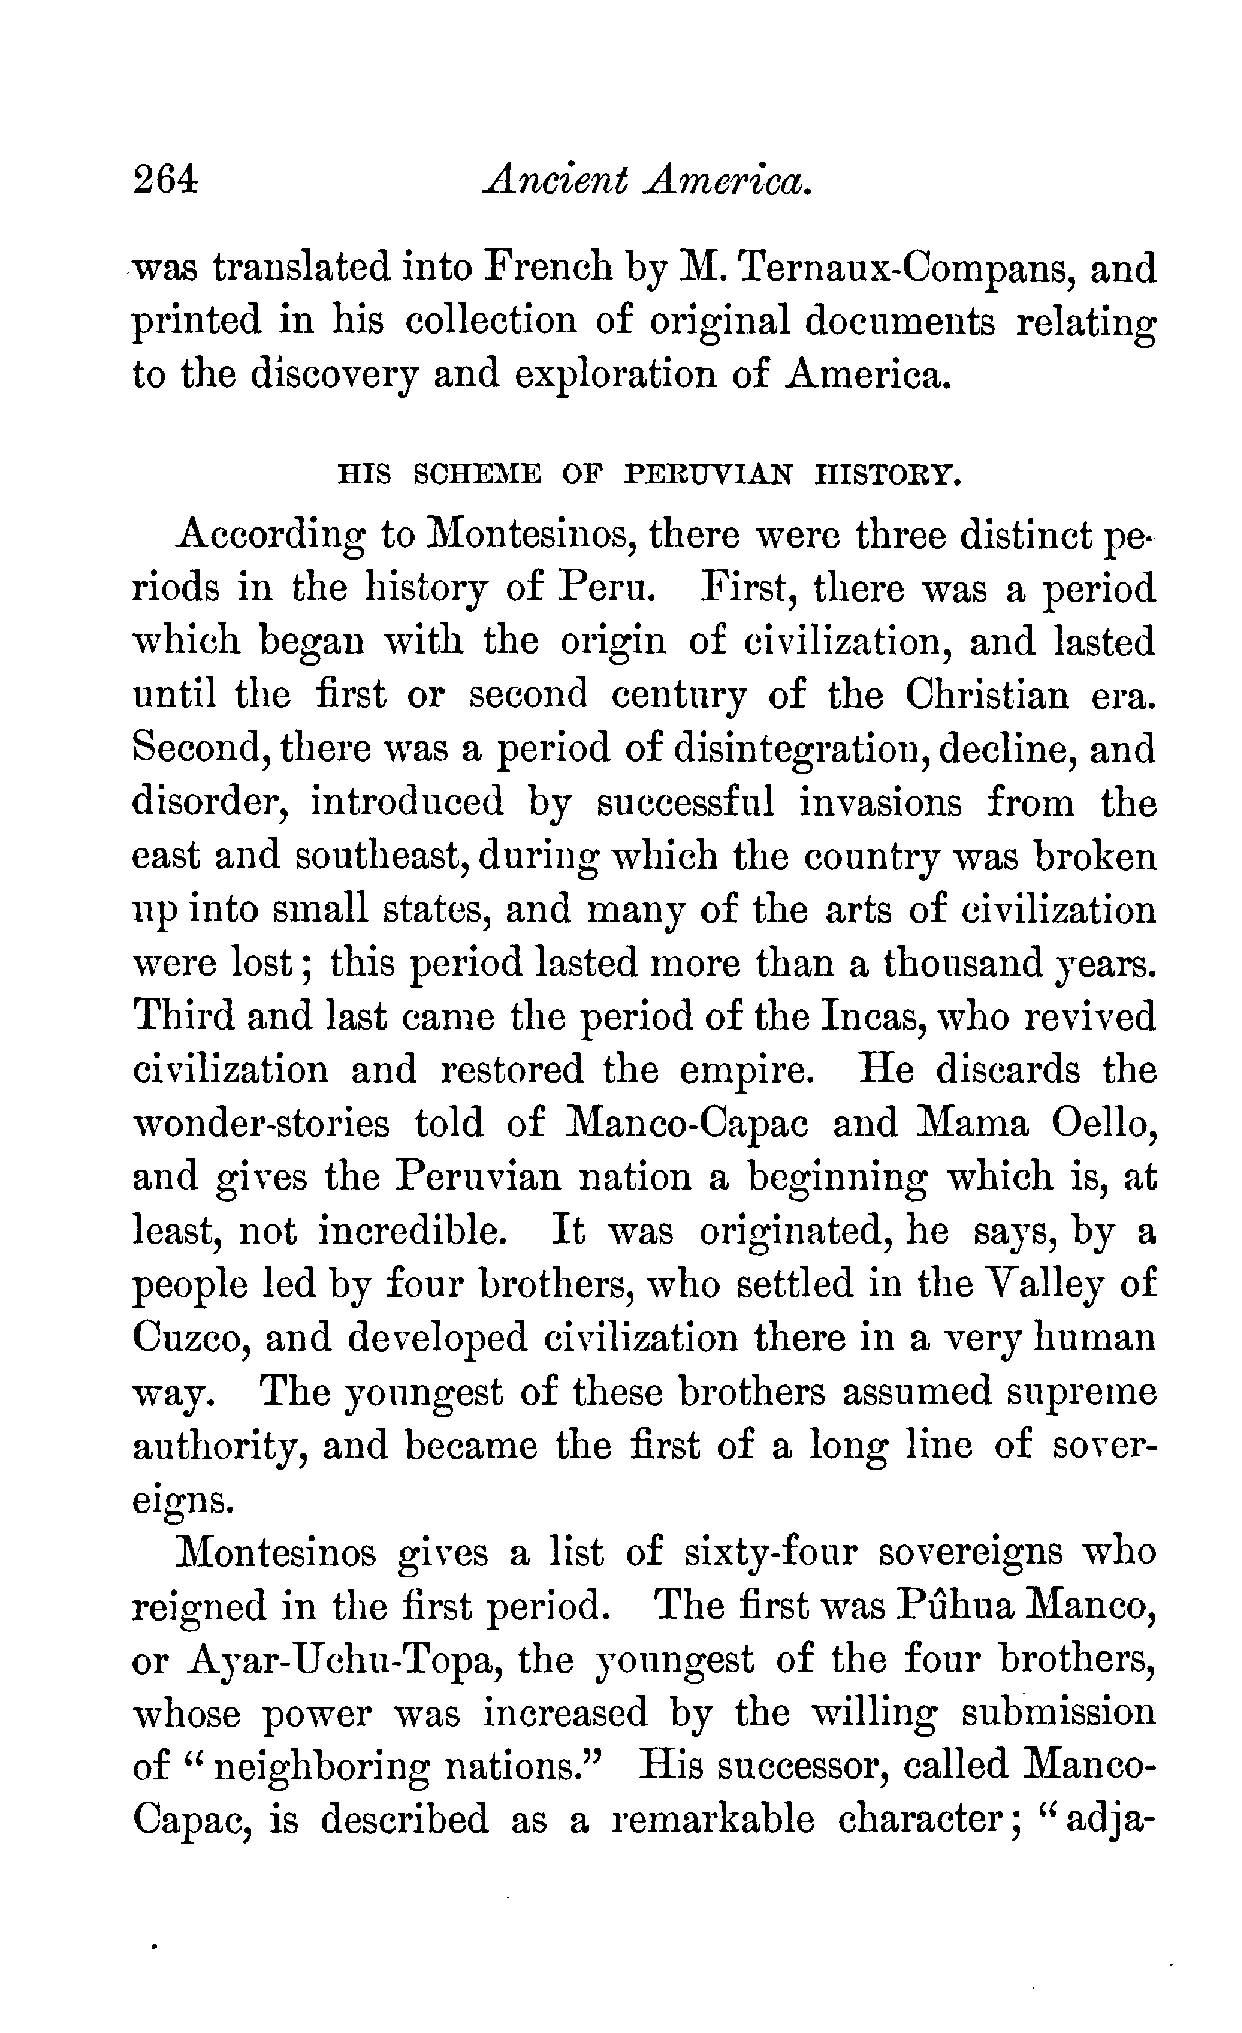 264 Ancient America.
was translated into French by M. Ternaux-Compans, and
printed in his collection of original documents relating
to the discovery and exploration of America.
HIS SCHEME OF PERUVIAN HISTORY.
According to Montesinos, there were three distinct pe-
riods in the history of Peru. First, there was a period
which began with the origin of civilization, and lasted
until the first or second century of the Christian era.
Second, there was a period of disintegration, decline, and
disorder, introduced by successful invasions from the
east and southeast, during which the country was broken
up into small states, and many of the arts of civilization
were lost; this period lasted more than a thousand years.
Third and last came the period of the Incas, who revived
civilization and restored the empire. He discards the
wonder-stories told of Manco-Capac and Mama Oello,
and gives the Peruvian nation a beginning which is, at
least, not incredible. It was originated, he says, by a
people led by four brothers, who settled in the Valley of
Cuzco, and developed civilization there in a very human
way. The youngest of these brothers assumed supreme
authority, and became the first of a long line of sover-
eigns.
Montesinos gives a list of sixty-four sovereigns who
reigned in the first period. The first was Pûhua Manco,
or Ayar-Uchu-Topa, the youngest of the four brothers,
whose power was increased by the willing submission
of "neighboring nations." His successor, called Manco-
Capac, is described as a remarkable character; "adja-